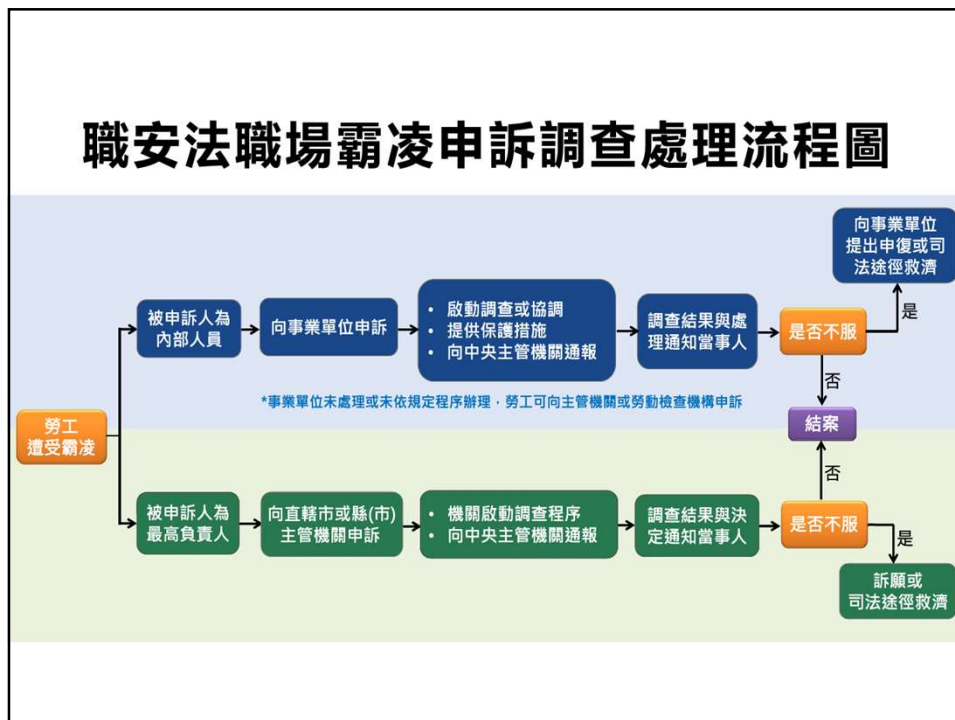 職安法職場霸凌申訴調查處理流程圖
勞工
遭受霸凌
被申訴人為
內部人員
向事業單位申訴
• 啟動調查或協調
• 提供保護措施
• 向中央主管機關通報
調查結果與處
理通知當事人
是否不服
是
向事業單位
提出申復或司
法途徑救濟
否
結案
*事業單位未處理或未依規定程序辦理，勞工可向主管機關或勞動檢查機構申訴
被申訴人為
最高負責人
向直轄市或縣(市)
主管機關申訴
• 機關啟動調查程序
• 向中央主管機關通報
調查結果與決
定通知當事人
是否不服
否
是
訴願或
司法途徑救濟